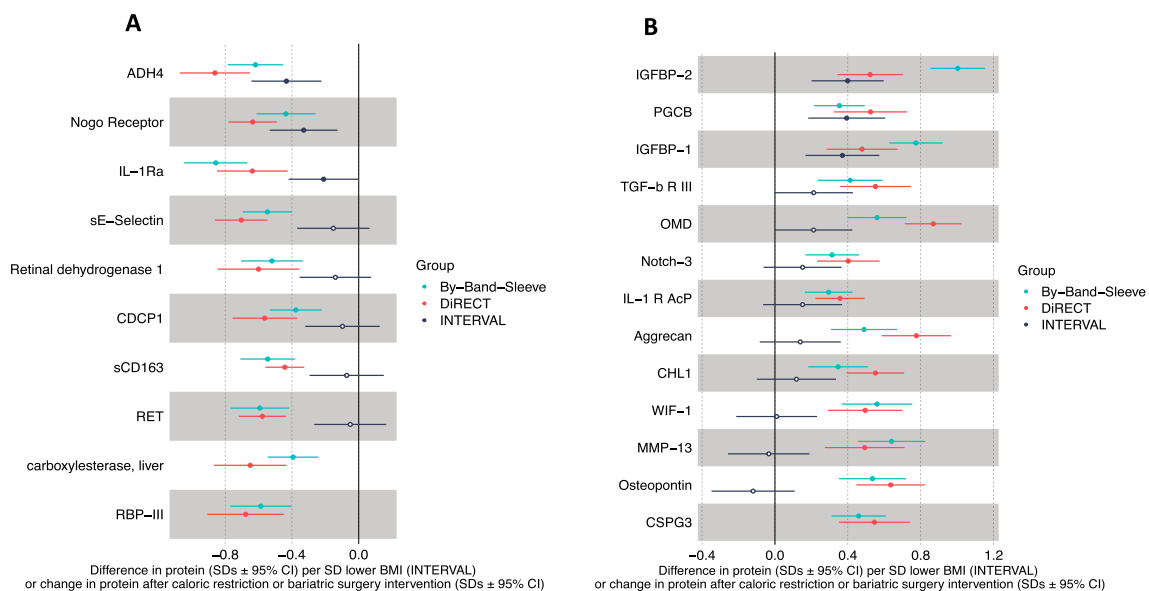 A
ADH4
Nogo Receptor
IL−1Ra
sE−Selectin
Retinal dehydrogenase 1
CDCP1
sCD163
RET
carboxylesterase, liver
RBP−III
−0.8
−0.4
0.0
Difference in protein (SDs ± 95% CI) per SD lower BMI (INTERVAL)
or change in protein after caloric restriction or bariatric surgery intervention (SDs ± 95% CI)
Group
By−Band−Sleeve
DiRECT
INTERVAL
B
IGFBP−2
PGCB
IGFBP−1
TGF−b R III
OMD
Notch−3
IL−1 R AcP
Aggrecan
CHL1
WIF−1
MMP−13
Osteopontin
CSPG3
−0.4
0.0
0.4
0.8
1.2
Difference in protein (SDs ± 95% CI) per SD lower BMI (INTERVAL)
or change in protein after caloric restriction or bariatric surgery intervention (SDs ± 95% CI)
Group
By−Band−Sleeve
DiRECT
INTERVAL